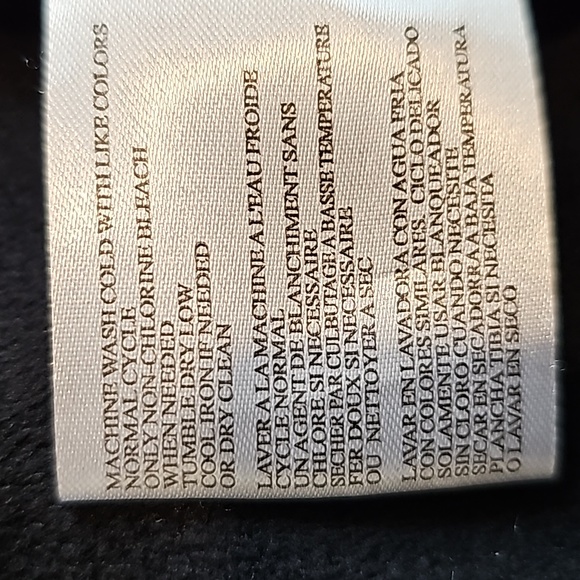 MACHINE WASH COLD WITH LIKE COLORS
NORMAL CYCLE
ONLY NON-CHLORINE BLEACH
WHEN NEEDED
TUMBLE DRY LOW
COOL IRON IF NEEDED
OR DRY CLEAN
LAVER A LA MACHINE A L'EAU FROIDE
CYCLE NORMAL
UN AGENT DE BLANCHIMENT SANS
CHLORE SI NECESSAIRE
SECHER PAR CULBUTAGE A BASSE TEMPERATURE
FER DOUX SI NECESSAIRE
OU NETTOYER A SEC
LAVAR EN LAVADORA CON AGUA FRIA
CON COLORES SIMILARES. CICLO DELICADO
SOLAMENTE USAR BLANQUEADOR
SIN CLORO CUANDO NECESITE
SECAR EN SECADORRA A BAJA TEMPERATURA
PLANCHA TIBIA SI NECESITA
O LAVAR EN SECO